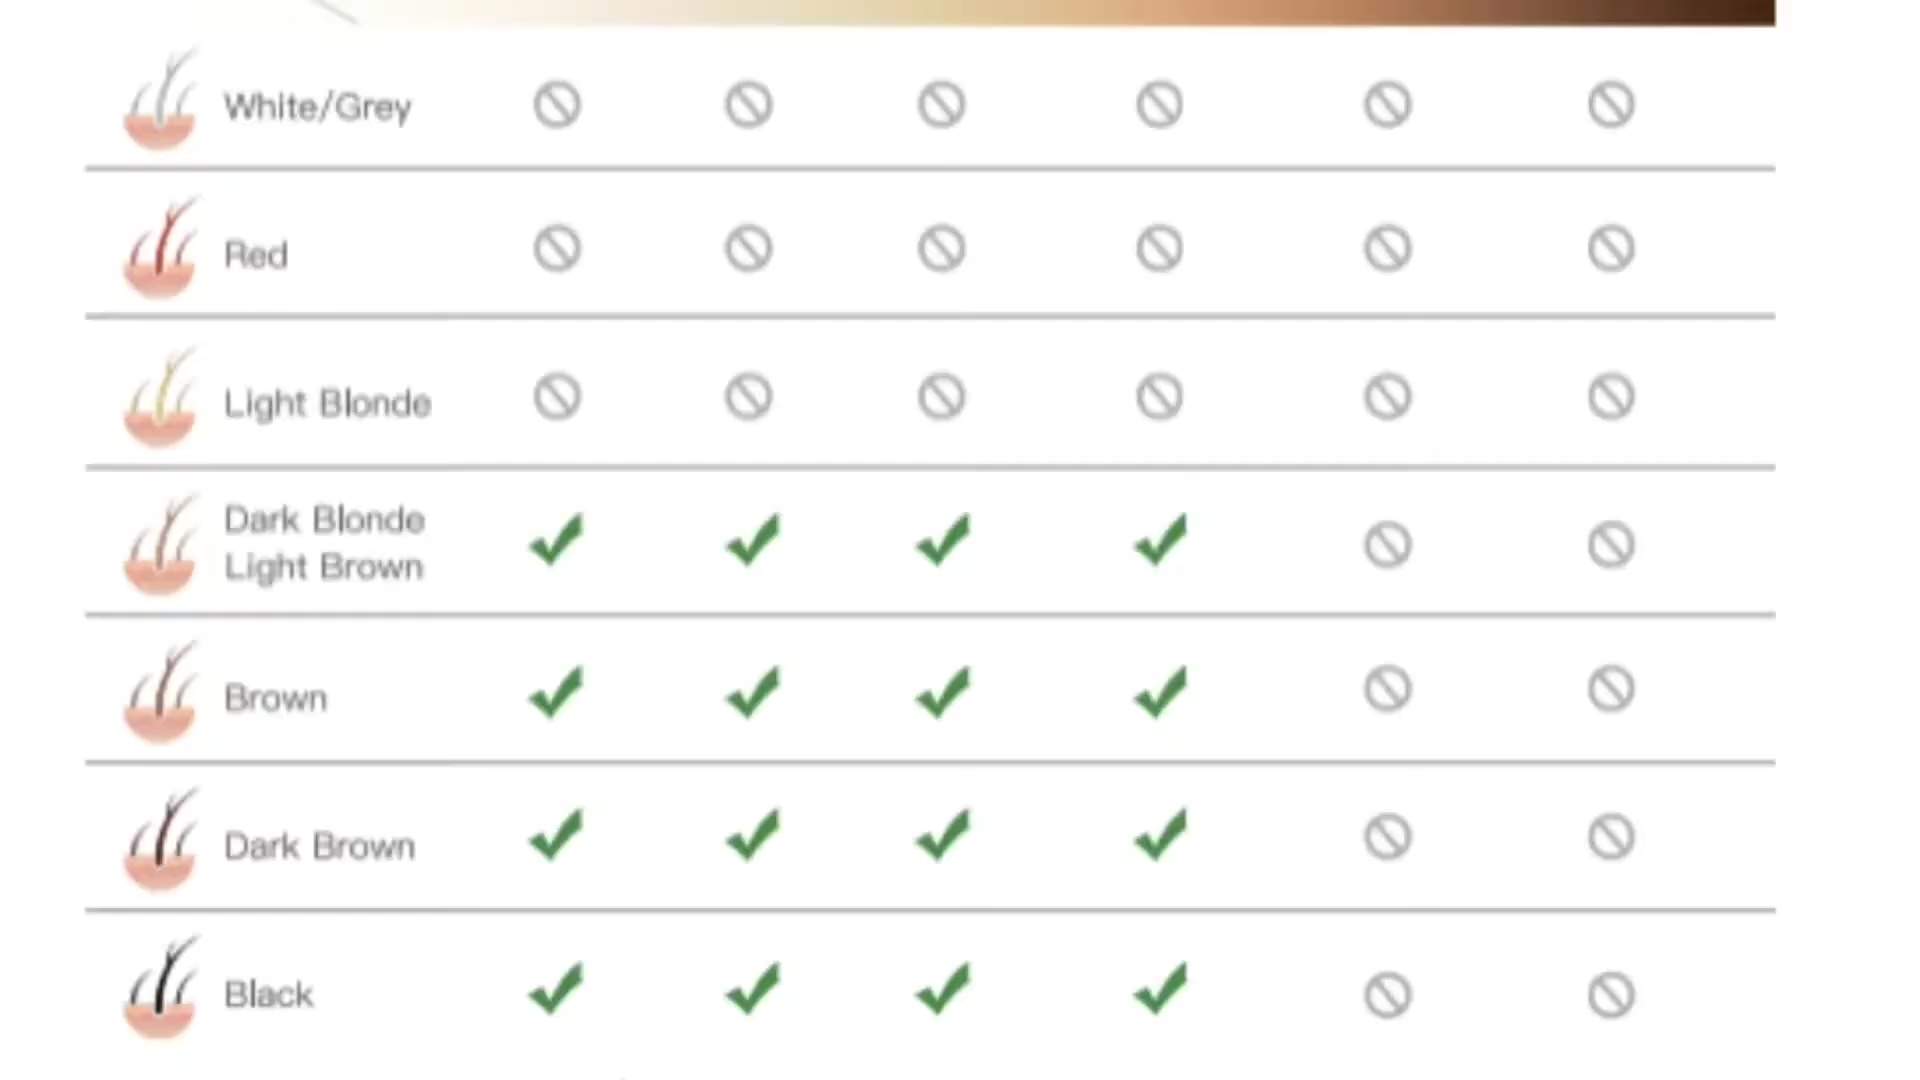 White/Grey
Red
Light Blonde
Dark Blonde
Light Brown
Brown
Dark Brown
Black